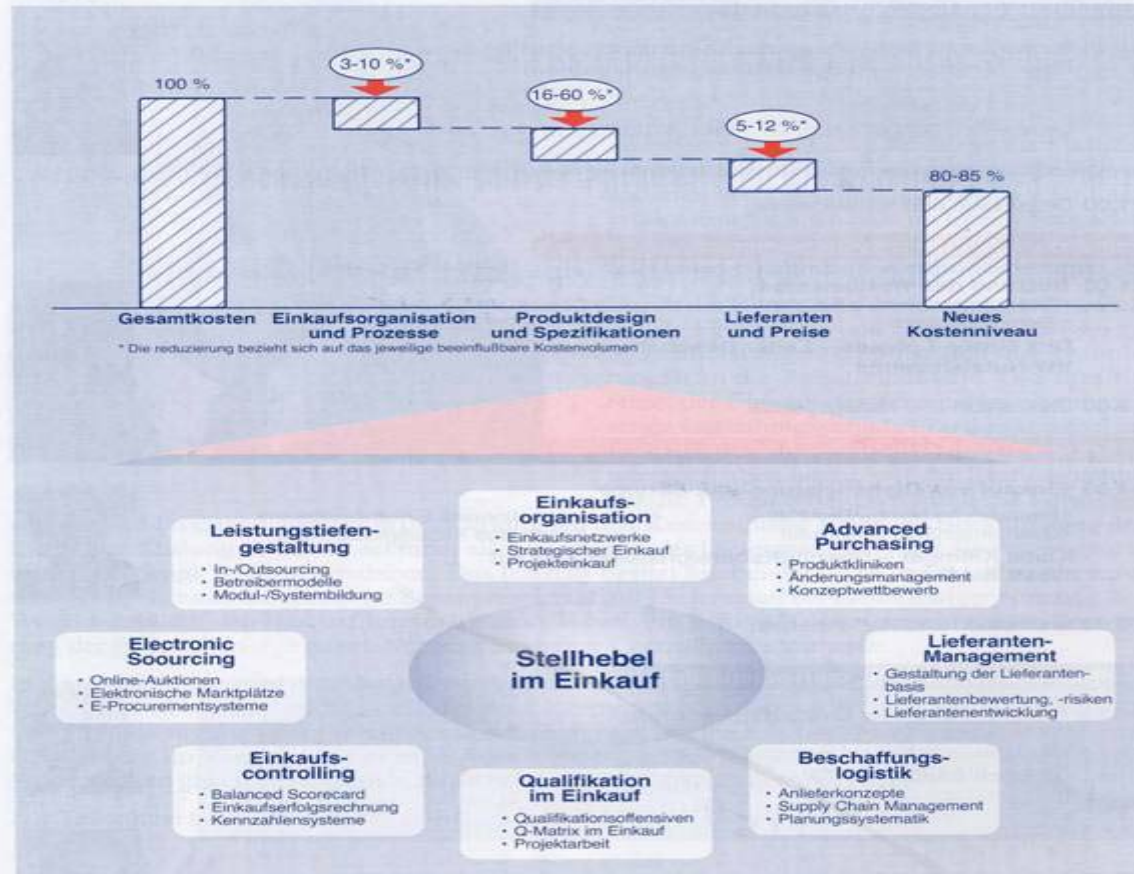 100 %
3-10 %*
16-60 %*
5-12 %*
80-85 %
Gesamtkosten
Einkaufsorganisation
und Prozesse
Produktdesign
und Spezifikationen
Lieferanten
und Preise
Neues
Kostenniveau
* Die reduzierung bezieht sich auf das jeweilige beeinflußbare Kostenvolumen
Einkaufs-
organisation
• Einkaufsnetzwerke
• Strategischer Einkauf
• Projekteinkauf
Leistungstiefen-
gestaltung
• In-/Outsourcing
• Betreibermodelle
• Modul-/Systembildung
Advanced
Purchasing
• Produktkliniken
• Änderungsmanagement
• Konzeptwettbewerb
Electronic
Soourcing
• Online-Auktionen
• Elektronische Marktplätze
• E-Procurementsysteme
Stellhebel
im Einkauf
Lieferanten-
Management
• Gestaltung der Lieferanten-
basis
• Lieferantenbewertung, -risiken
• Lieferantenentwicklung
Einkaufs-
controlling
• Balanced Scorecard
• Einkaufserfolgsrechnung
• Kennzahlensysteme
Qualifikation
im Einkauf
• Qualifikationsoffensiven
• Q-Matrix im Einkauf
• Projektarbeit
Beschaffungs-
logistik
• Anlieferkonzepte
• Supply Chain Management
• Planungssystematik